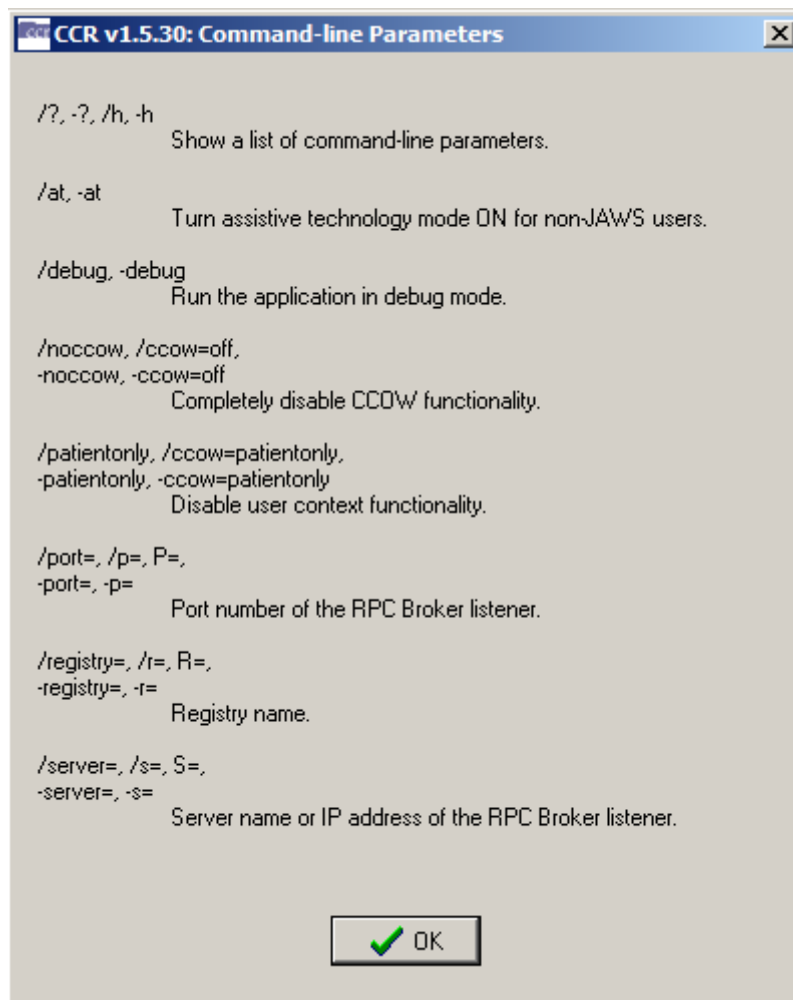 CCR CCR v1.5.30: Command-line Parameters
/?, -?, /h, -h
Show a list of command-line parameters.
/at, -at
Turn assistive technology mode ON for non-JAWS users.
/debug, -debug
Run the application in debug mode.
/noccow, /ccow=off,
-noccow, -ccow=off
Completely disable CCOW functionality.
/patientonly, /ccow=patientonly,
-patientonly, -ccow=patientonly
Disable user context functionality.
/port=, /p=, P=,
-port=, -p=
Port number of the RPC Broker listener.
/registry=, /r=, R=,
-registry=, -r=
Registry name.
/server=, /s=, S=,
-server=, -s=
Server name or IP address of the RPC Broker listener.
OK